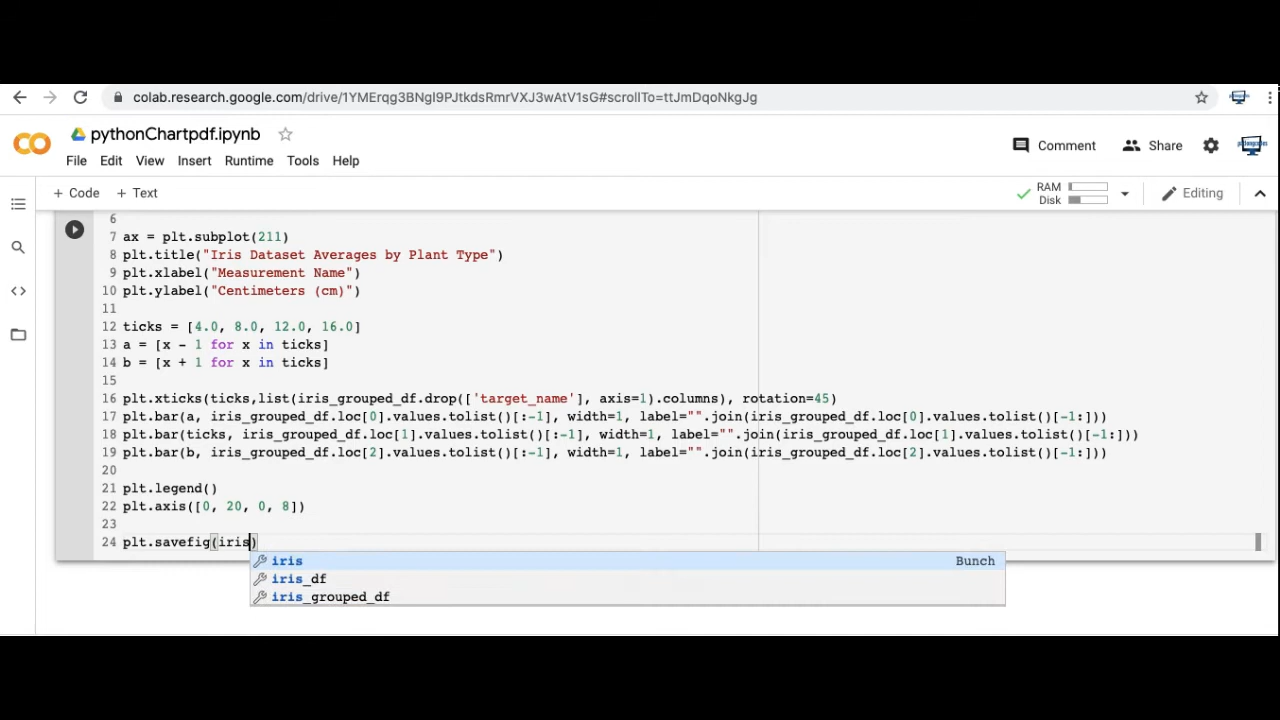 colab.research.google.com/drive/1YMErqg3BNgl9PJtkdsRmrVXJ3wAtV1sG#scrollTo=ttJmDqoNkgJg
pythonChartpdf.ipynb
File Edit View Insert Runtime Tools Help
Comment Share
+ Code + Text
RAM
Disk
Editing
6
7 ax = plt.subplot(211)
8 plt.title("Iris Dataset Averages by Plant Type")
9 plt.xlabel("Measurement Name")
10 plt.ylabel("Centimeters (cm)")
11
12 ticks = [4.0, 8.0, 12.0, 16.0]
13 a = [x - 1 for x in ticks]
14 b = [x + 1 for x in ticks]
15
16 plt.xticks(ticks,list(iris_grouped_df.drop(['target_name'], axis=1).columns), rotation=45)
17 plt.bar(a, iris_grouped_df.loc[0].values.tolist()[:-1], width=1, label="".join(iris_grouped_df.loc[0].values.tolist()[-1:]))
18 plt.bar(ticks, iris_grouped_df.loc[1].values.tolist()[:-1], width=1, label="".join(iris_grouped_df.loc[1].values.tolist()[-1:]))
19 plt.bar(b, iris_grouped_df.loc[2].values.tolist()[:-1], width=1, label="".join(iris_grouped_df.loc[2].values.tolist()[-1:]))
20
21 plt.legend()
22 plt.axis([0, 20, 0, 8])
23
24 plt.savefig(iris)
iris Bunch
iris_df
iris_grouped_df